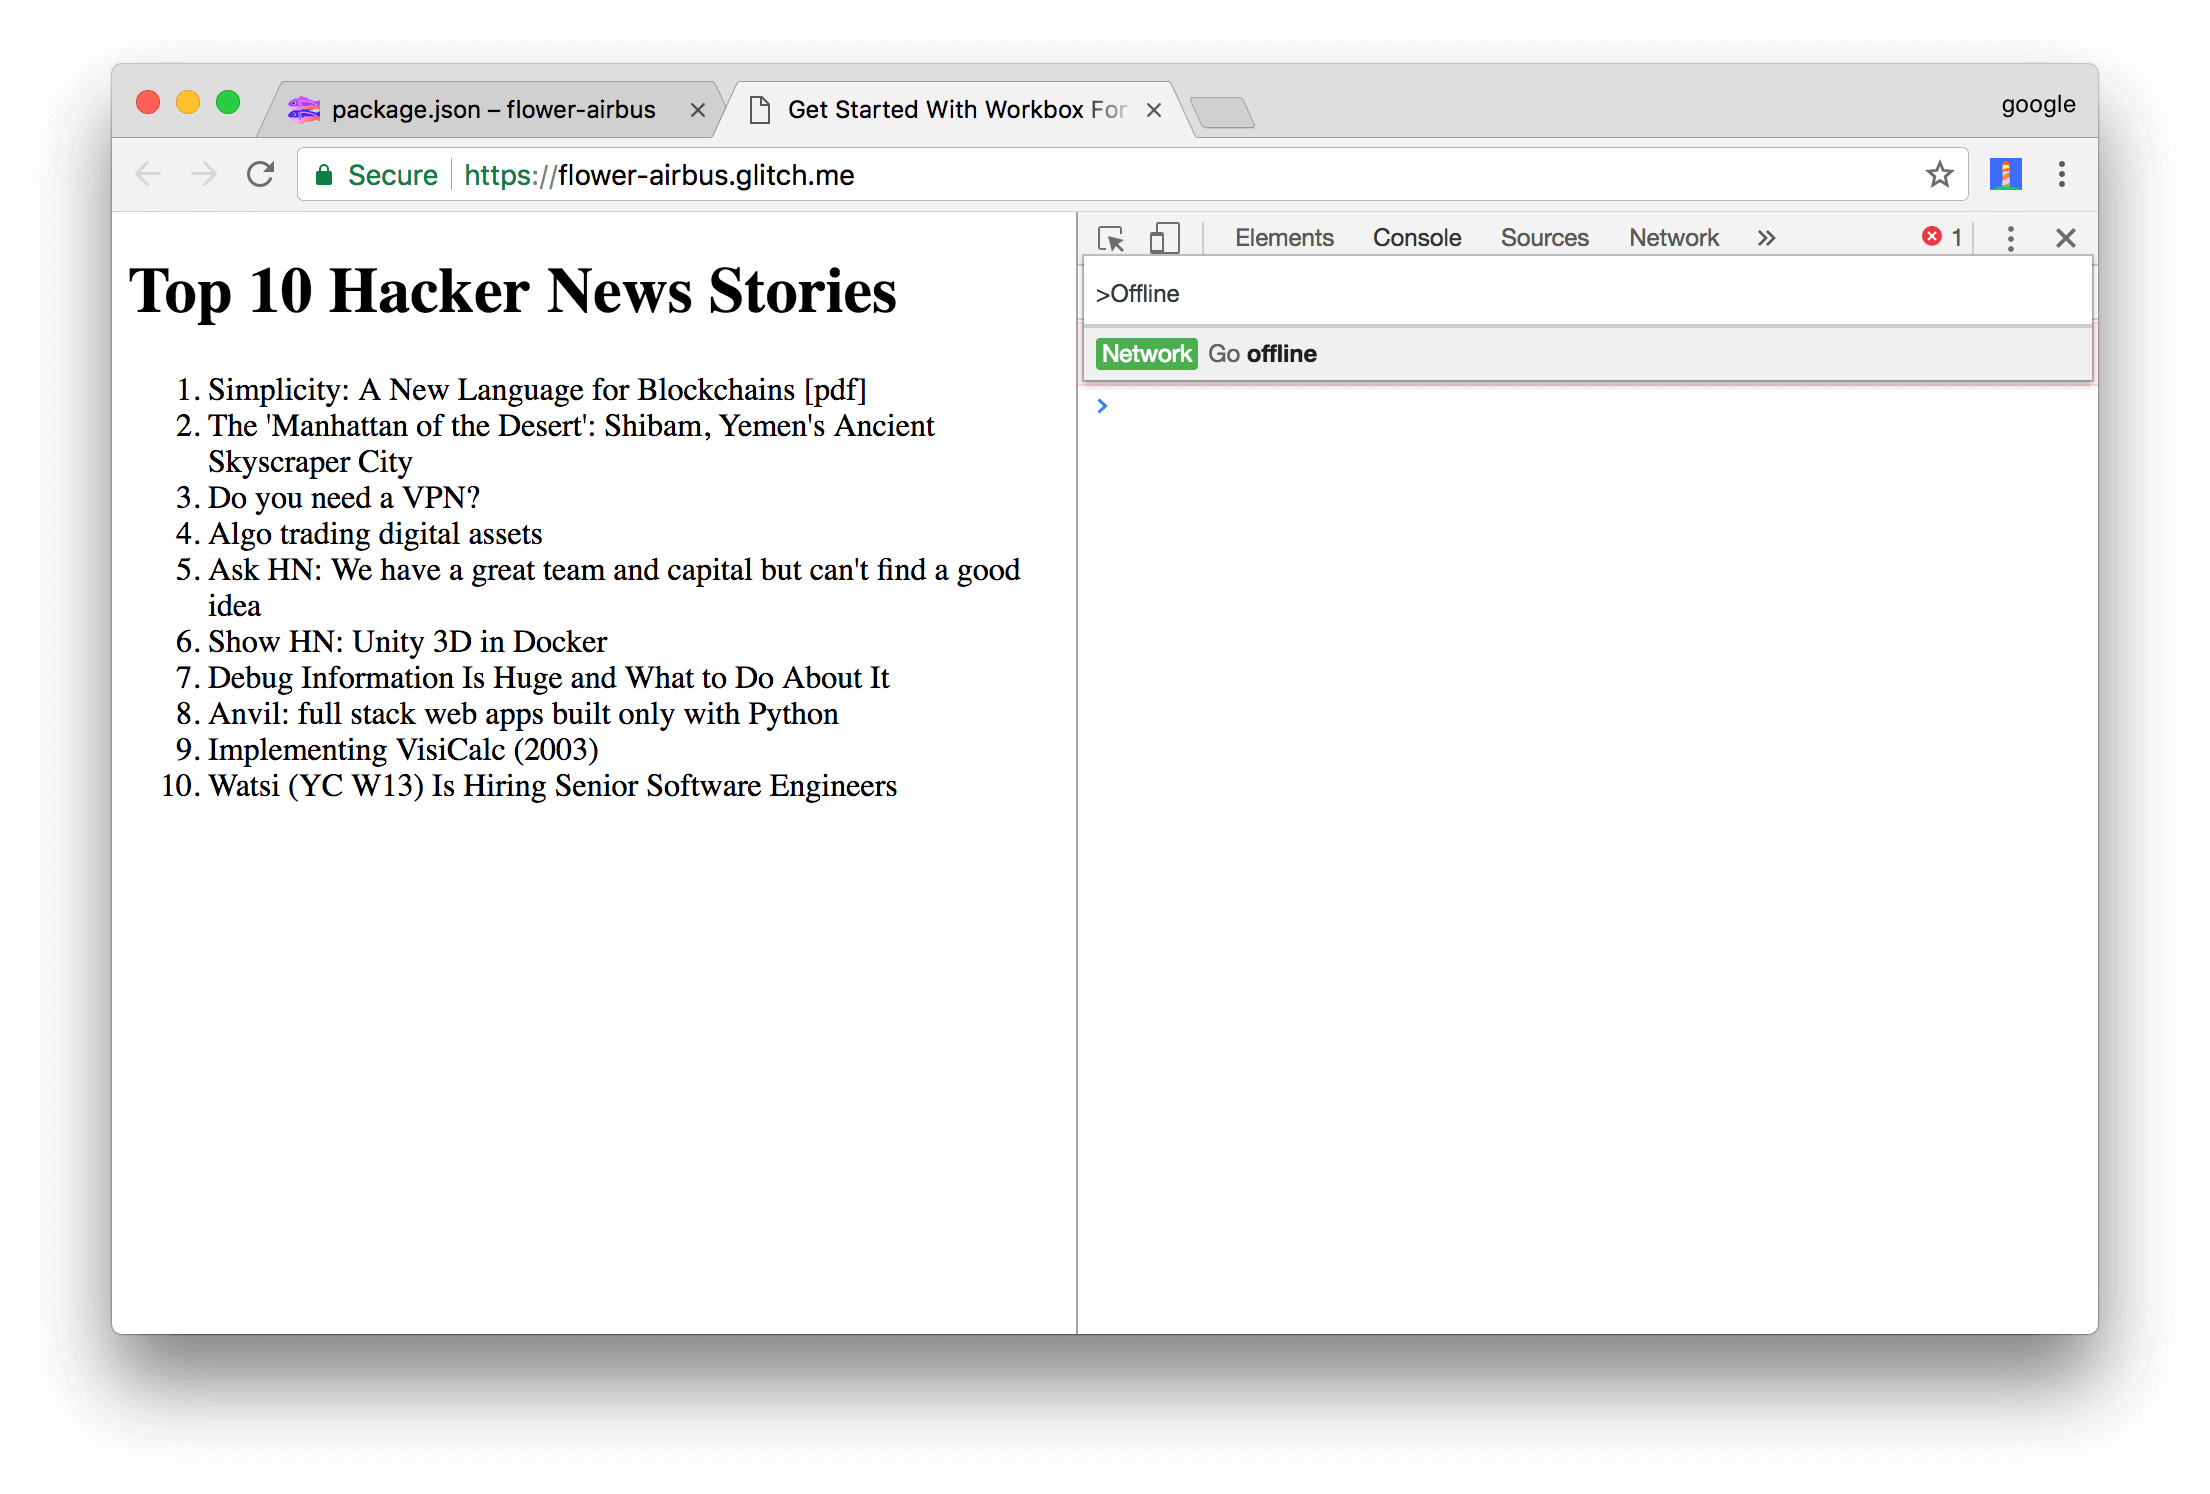 package.json – flower-airbus
Get Started With Workbox For
google
Secure
https://flower-airbus.glitch.me
Top 10 Hacker News Stories
1. Simplicity: A New Language for Blockchains [pdf]
2. The 'Manhattan of the Desert': Shibam, Yemen's Ancient
Skyscraper City
3. Do you need a VPN?
4. Algo trading digital assets
5. Ask HN: We have a great team and capital but can't find a good
idea
6. Show HN: Unity 3D in Docker
7. Debug Information Is Huge and What to Do About It
8. Anvil: full stack web apps built only with Python
9. Implementing VisiCalc (2003)
10. Watsi (YC W13) Is Hiring Senior Software Engineers
Elements Console Sources Network » 1
>Offline
Network Go offline